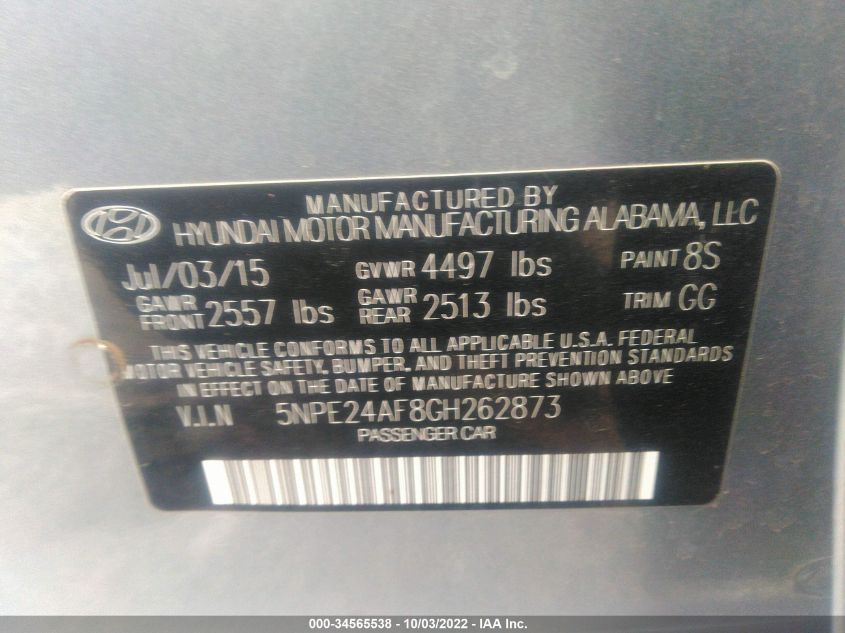 MANUFACTURED BY
HYUNDAI MOTOR MANUFACTURING ALABAMA, LLC
Jul/03/15 GVWR 4497 lbs PAINT 8S
GAWR FRONT 2557 lbs GAWR REAR 2513 lbs TRIM GG
THIS VEHICLE CONFORMS TO ALL APPLICABLE U.S.A. FEDERAL
MOTOR VEHICLE SAFETY, BUMPER, AND THEFT PREVENTION STANDARDS
IN EFFECT ON THE DATE OF MANUFACTURE SHOWN ABOVE
V.I.N 5NPE24AF8GH262873
PASSENGER CAR
000-34565538 - 10/03/2022 - IAA Inc.